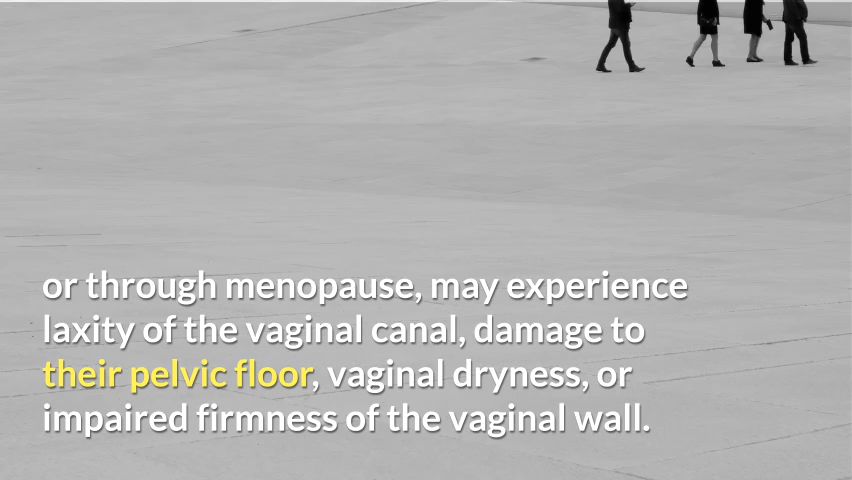 or through menopause, may experience
laxity of the vaginal canal, damage to
their pelvic floor, vaginal dryness, or
impaired firmness of the vaginal wall.